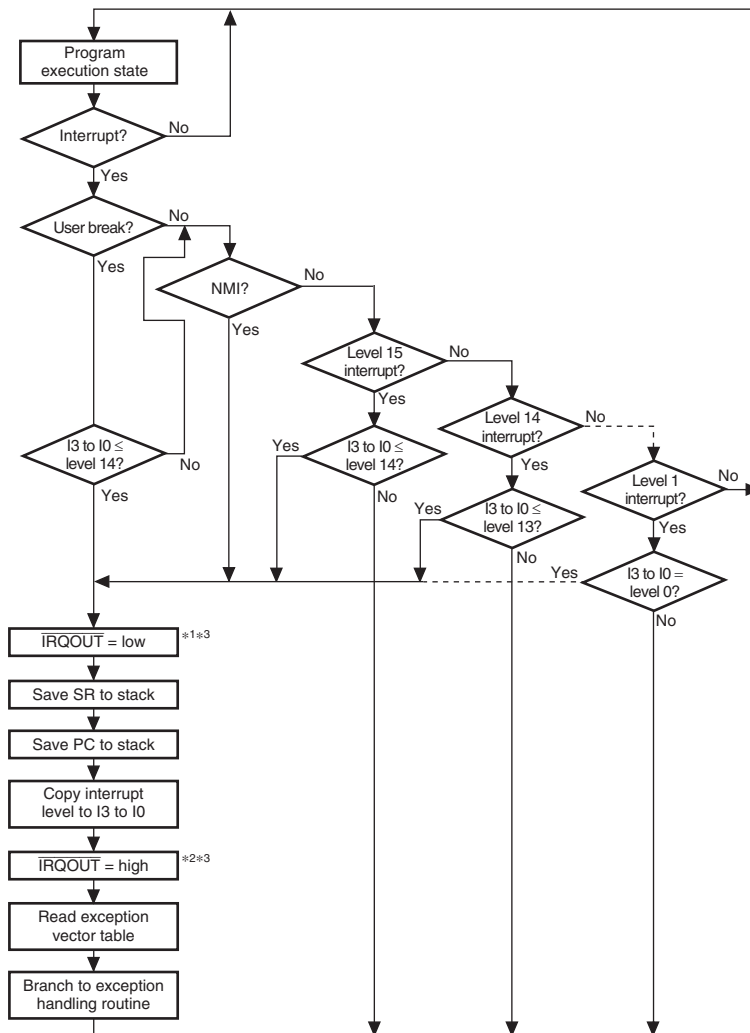 Program
execution state
Interrupt?
No
Yes
User break?
No
Yes
NMI?
No
Yes
Level 15
interrupt?
No
Yes
Level 14
interrupt?
No
Yes
I3 to I0 ≤
level 14?
No
Yes
I3 to I0 ≤
level 14?
Yes
No
Level 1
interrupt?
No
Yes
I3 to I0 ≤
level 13?
Yes
No
I3 to I0 =
level 0?
Yes
No
IRQOUT = low
*1*3
Save SR to stack
Save PC to stack
Copy interrupt
level to I3 to I0
IRQOUT = high
*2*3
Read exception
vector table
Branch to exception
handling routine